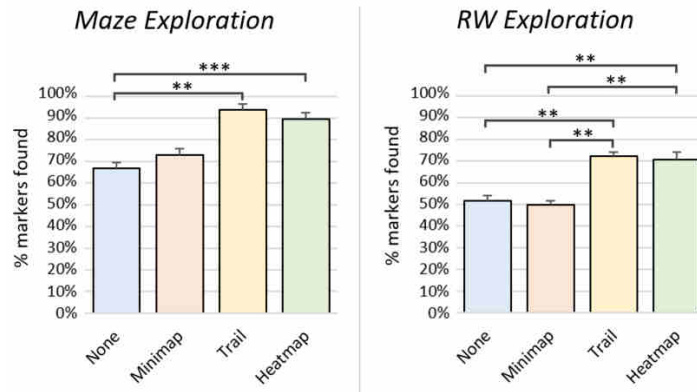 Maze Exploration
***
**
100%
90%
80%
70%
60%
50%
40%
30%
20%
10%
0%
% markers found
None
Minimap
Trail
Heatmap
RW Exploration
**
**
**
**
100%
90%
80%
70%
60%
50%
40%
30%
20%
10%
0%
% markers found
None
Minimap
Trail
Heatmap